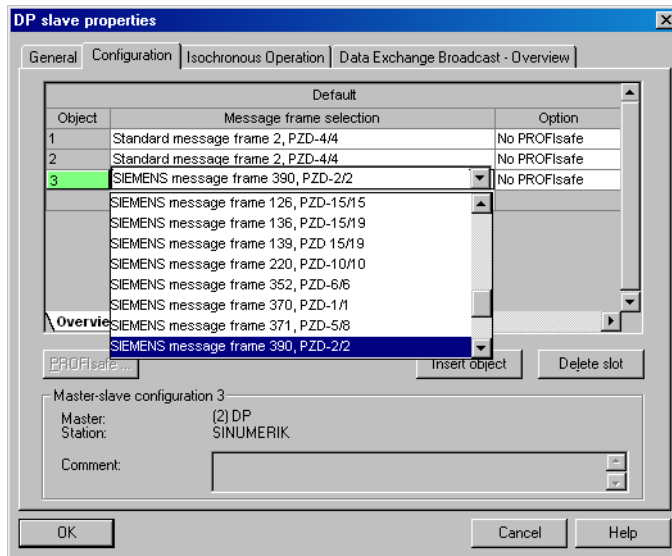 DP slave properties
General Configuration Isochronous Operation Data Exchange Broadcast - Overview
Default
Object Message frame selection Option
1 Standard message frame 2, PZD-4/4 No PROFIsafe
2 Standard message frame 2, PZD-4/4 No PROFIsafe
3 SIEMENS message frame 390, PZD-2/2 No PROFIsafe
SIEMENS message frame 126, PZD-15/15
SIEMENS message frame 136, PZD-15/19
SIEMENS message frame 139, PZD 15/19
SIEMENS message frame 220, PZD-10/10
SIEMENS message frame 352, PZD-6/6
SIEMENS message frame 370, PZD-1/1
Overvie SIEMENS message frame 371, PZD-5/8
SIEMENS message frame 390, PZD-2/2
PROFIsafe ... Insert object Delete slot
Master-slave configuration 3
Master: (2) DP
Station: SINUMERIK
Comment:
OK Cancel Help